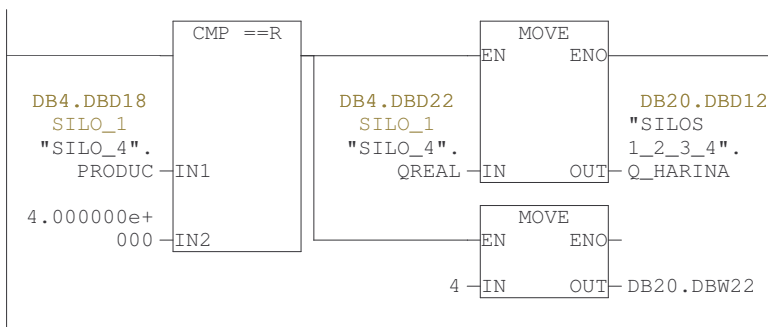 CMP ==R
MOVE
EN ENO
DB4.DBD18 DB4.DBD22 DB20.DBD12
SILO_1 SILO_1 "SILOS
"SILO_4". "SILO_4". 1_2_3_4".
PRODUC IN1 QREAL IN OUT Q_HARINA
4.000000e+ MOVE
000 IN2 EN ENO
4 IN OUT DB20.DBW22